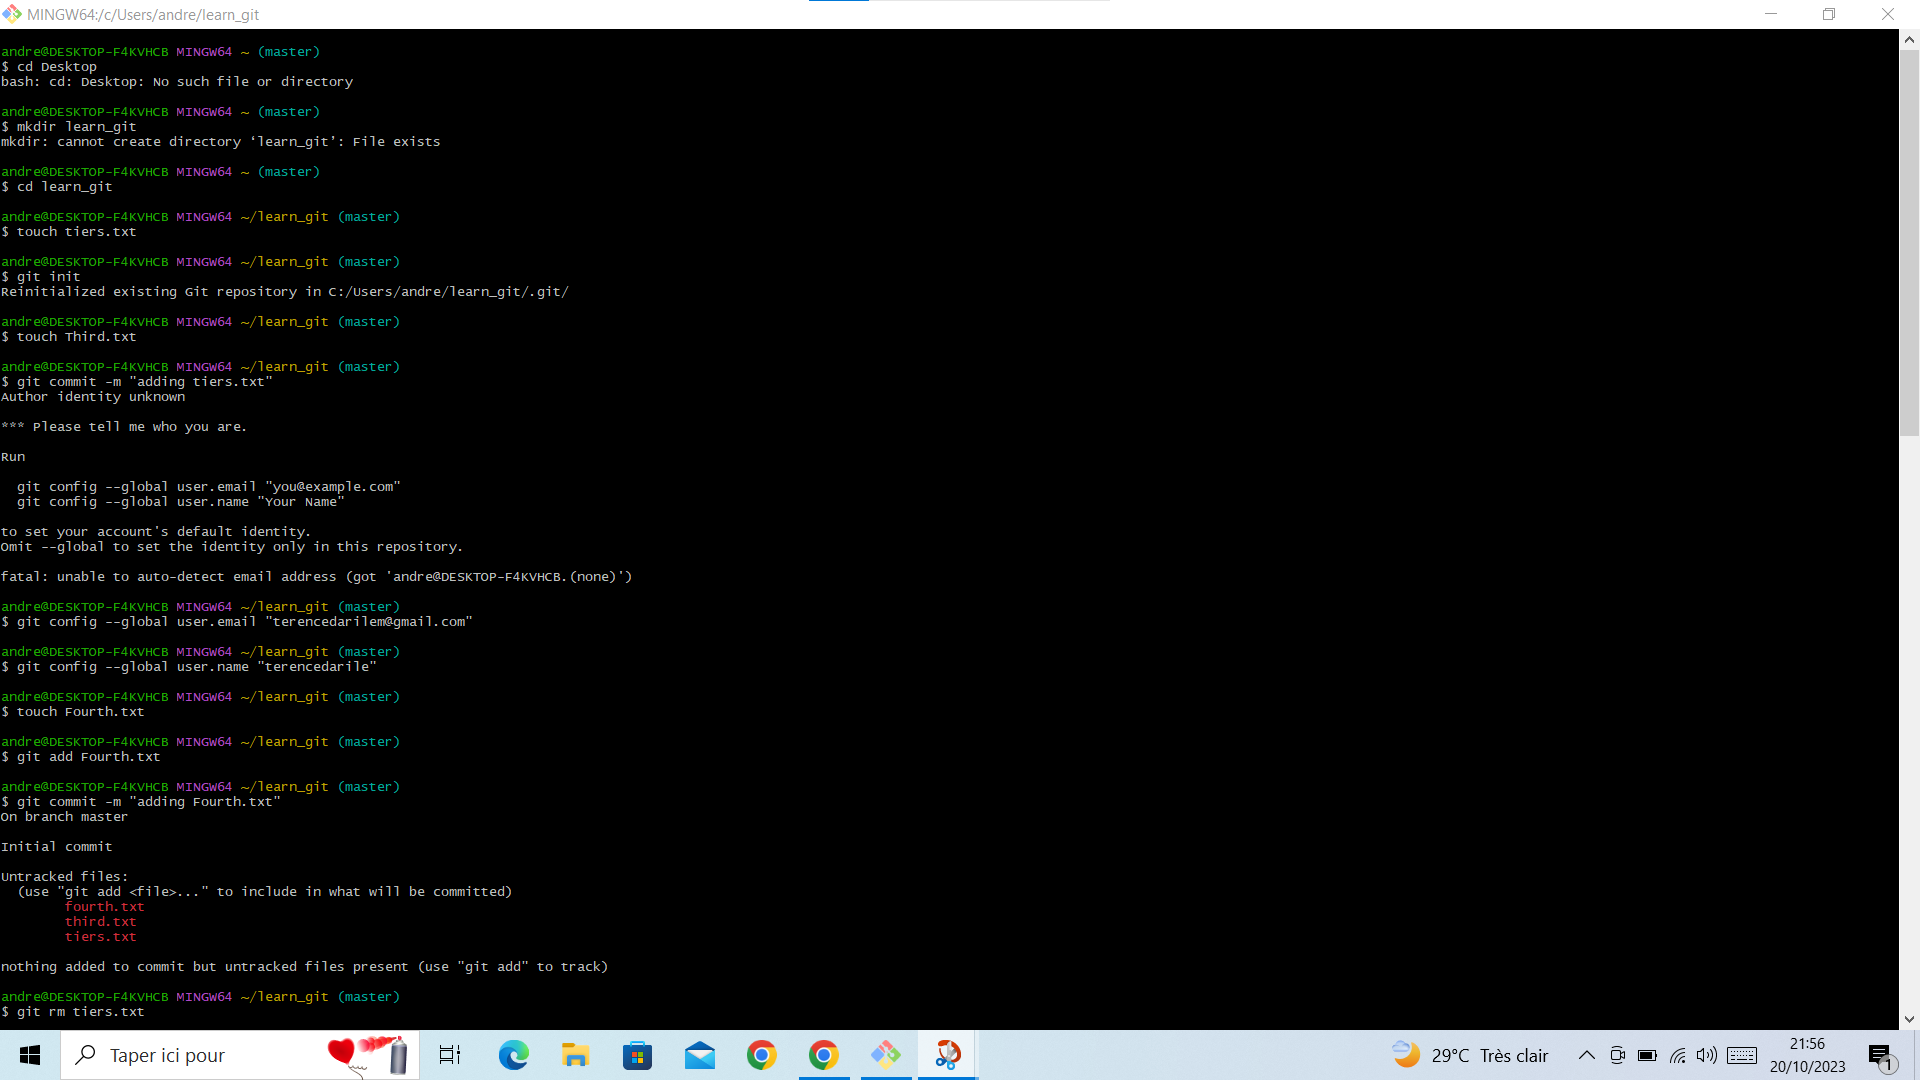 MINGW64:/c/Users/andre/learn_git
andre@DESKTOP-F4KVHCB MINGW64 ~ (master)
$ cd Desktop
bash: cd: Desktop: No such file or directory
andre@DESKTOP-F4KVHCB MINGW64 ~ (master)
$ mkdir learn_git
mkdir: cannot create directory ‘learn_git’: File exists
andre@DESKTOP-F4KVHCB MINGW64 ~ (master)
$ cd learn_git
andre@DESKTOP-F4KVHCB MINGW64 ~/learn_git (master)
$ touch tiers.txt
andre@DESKTOP-F4KVHCB MINGW64 ~/learn_git (master)
$ git init
Reinitialized existing Git repository in C:/Users/andre/learn_git/.git/
andre@DESKTOP-F4KVHCB MINGW64 ~/learn_git (master)
$ touch Third.txt
andre@DESKTOP-F4KVHCB MINGW64 ~/learn_git (master)
$ git commit -m "adding tiers.txt"
Author identity unknown
*** Please tell me who you are.
Run
git config --global user.email "you@example.com"
git config --global user.name "Your Name"
to set your account's default identity.
Omit --global to set the identity only in this repository.
fatal: unable to auto-detect email address (got 'andre@DESKTOP-F4KVHCB.(none)')
andre@DESKTOP-F4KVHCB MINGW64 ~/learn_git (master)
$ git config --global user.email "terencedarilem@gmail.com"
andre@DESKTOP-F4KVHCB MINGW64 ~/learn_git (master)
$ git config --global user.name "terencedarile"
andre@DESKTOP-F4KVHCB MINGW64 ~/learn_git (master)
$ touch Fourth.txt
andre@DESKTOP-F4KVHCB MINGW64 ~/learn_git (master)
$ git add Fourth.txt
andre@DESKTOP-F4KVHCB MINGW64 ~/learn_git (master)
$ git commit -m "adding Fourth.txt"
On branch master
Initial commit
Untracked files:
(use "git add <file>..." to include in what will be committed)
fourth.txt
third.txt
tiers.txt
nothing added to commit but untracked files present (use "git add" to track)
andre@DESKTOP-F4KVHCB MINGW64 ~/learn_git (master)
$ git rm tiers.txt
Taper ici pour
29°C Très clair
21:56
20/10/2023
1